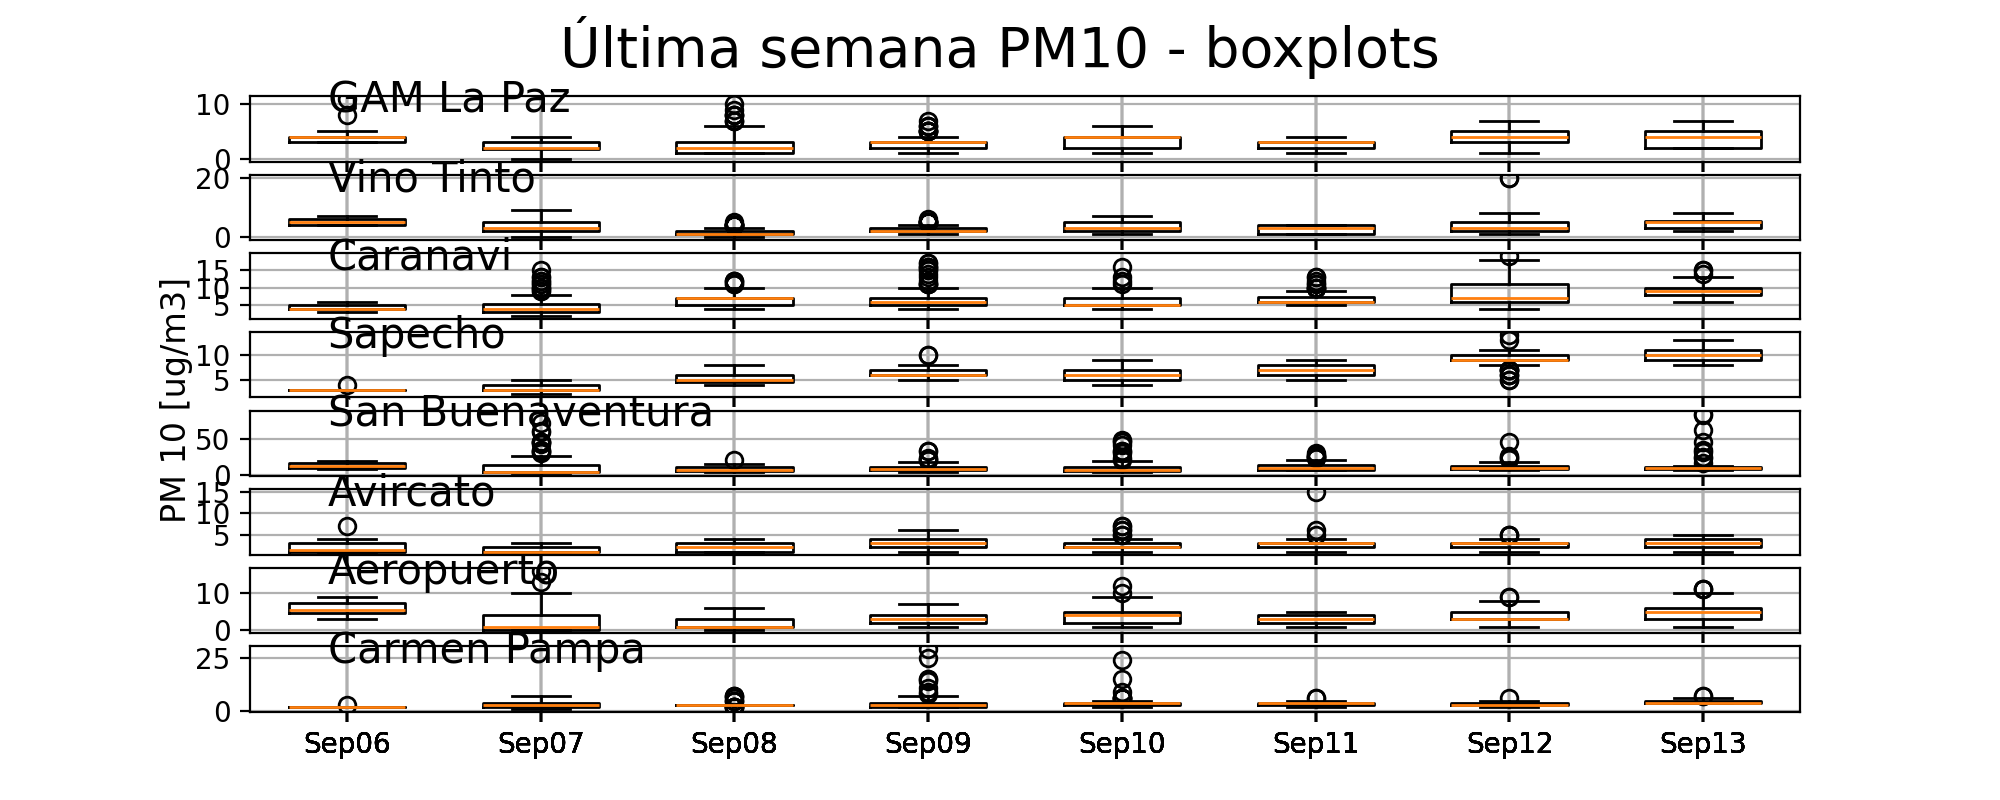 Última semana PM10 - boxplots
GAM La Paz
10
0
Vino Tinto
20
0
Caranavi
15
10
5
Sapecho
10
5
San Buenaventura
50
0
Avircato
15
10
5
Aeropuerto
10
0
Carmen Pampa
25
0
PM 10 [ug/m3]
Sep06 Sep07 Sep08 Sep09 Sep10 Sep11 Sep12 Sep13